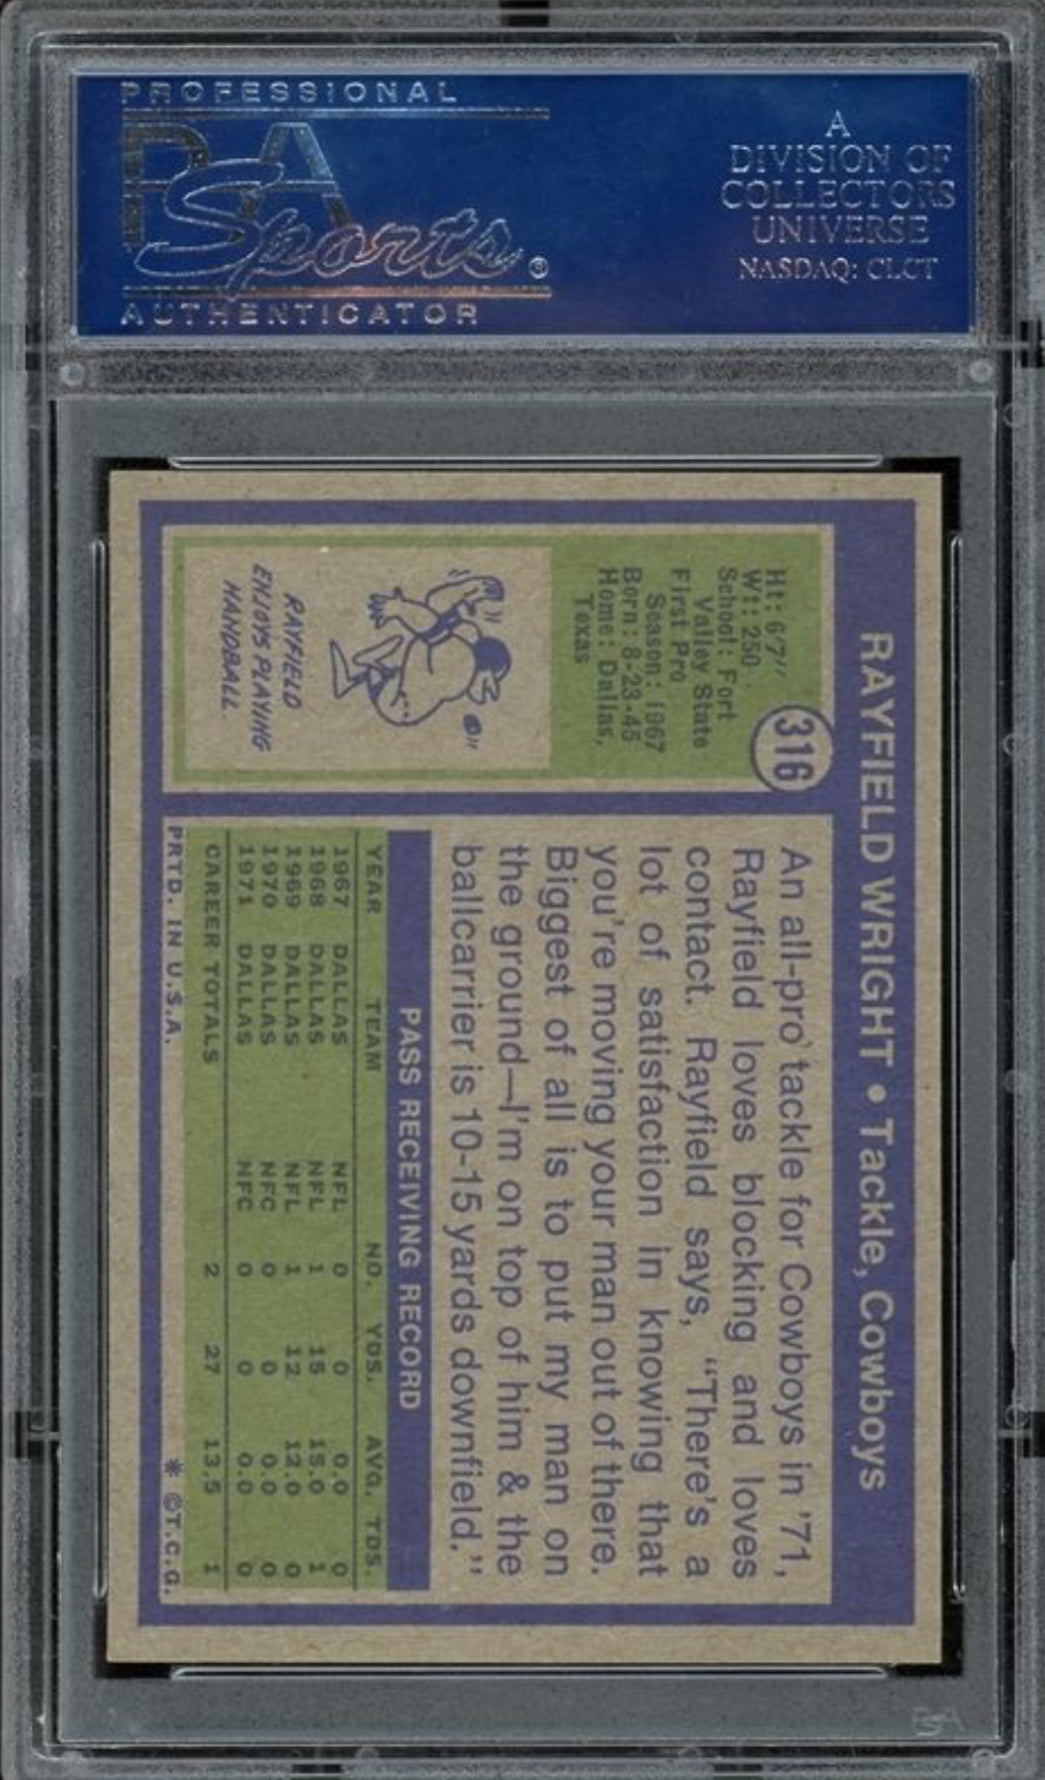 PROFESSIONAL
PSA
Sports®
AUTHENTICATOR
A
DIVISION OF
COLLECTORS
UNIVERSE
NASDAQ: CLCT
RAYFIELD WRIGHT • Tackle, Cowboys
316
Ht: 6'7"
Wt: 250
School: Fort
Valley State
First Pro
Season: 1967
Born: 8-23-45
Home: Dallas,
Texas
RAYFIELD
ENJOYS PLAYING
HANDBALL.
An all-pro tackle for Cowboys in '71,
Rayfield loves blocking and loves
contact. Rayfield says, "There's a
lot of satisfaction in knowing that
you're moving your man out of there.
Biggest of all is to put my man on
the ground—I'm on top of him & the
ballcarrier is 10-15 yards downfield."
PASS RECEIVING RECORD
YEAR TEAM NO. YDS. AVG. TDS.
1967 DALLAS NFL 0 0 0.0 0
1968 DALLAS NFL 1 15 15.0 1
1969 DALLAS NFL 1 12 12.0 0
1970 DALLAS NFC 0 0 0.0 0
1971 DALLAS NFC 0 0 0.0 0
CAREER TOTALS 2 27 13.5 1
PRTD. IN U.S.A. * ©T.C.G.
PSA